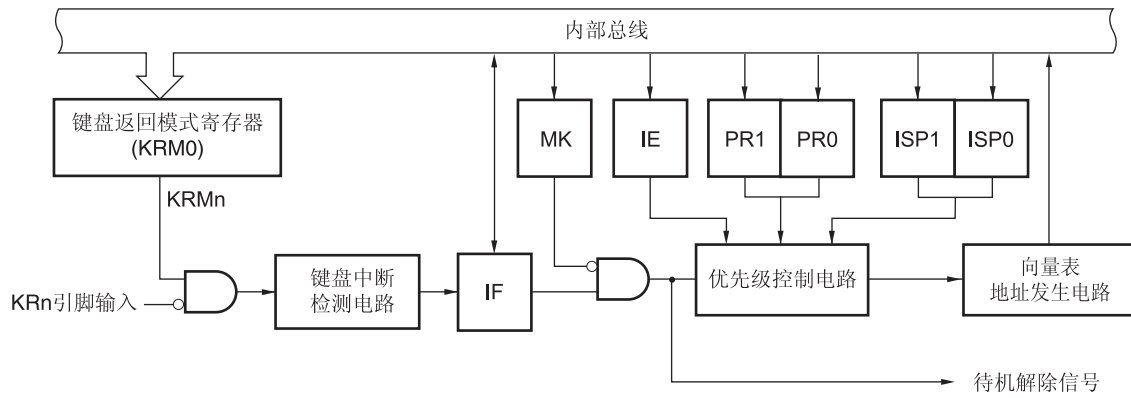 内部总线
键盘返回模式寄存器
(KRM0)
MK
IE
PR1
PR0
ISP1
ISP0
KRMn
KRn引脚输入
键盘中断
检测电路
IF
优先级控制电路
向量表
地址发生电路
待机解除信号